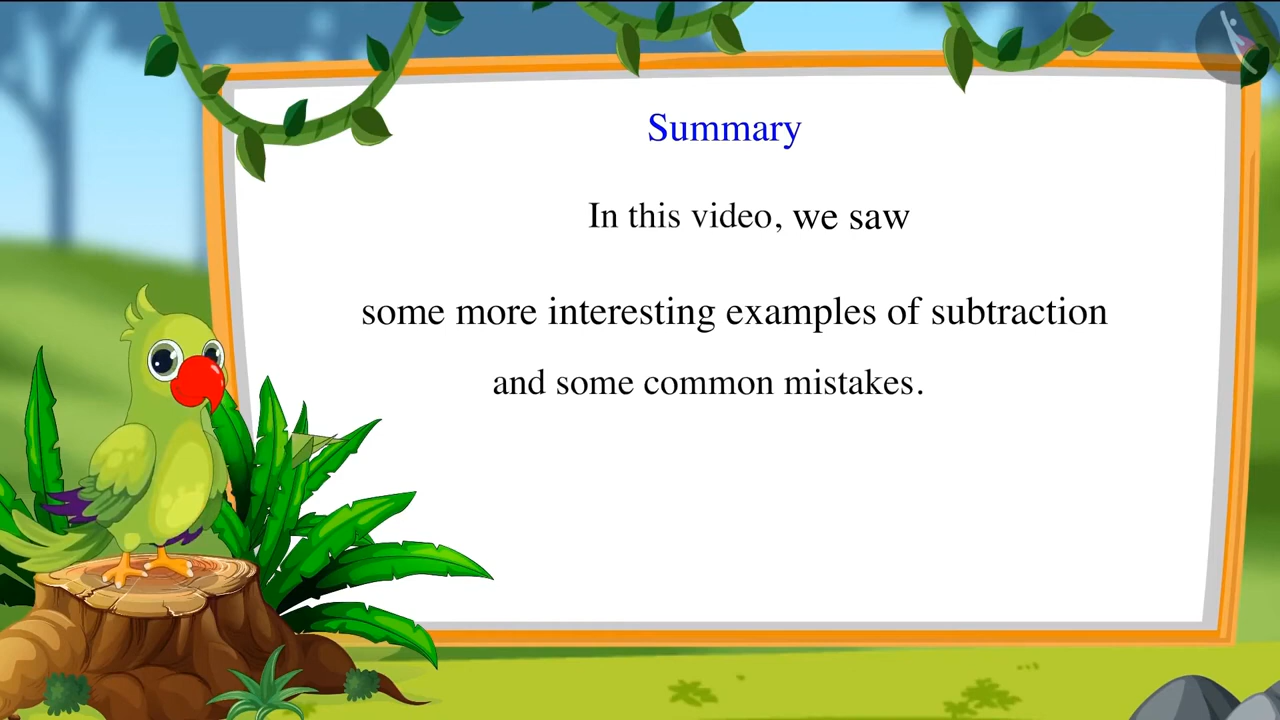 Summary
In this video, we saw
some more interesting examples of subtraction
and some common mistakes.